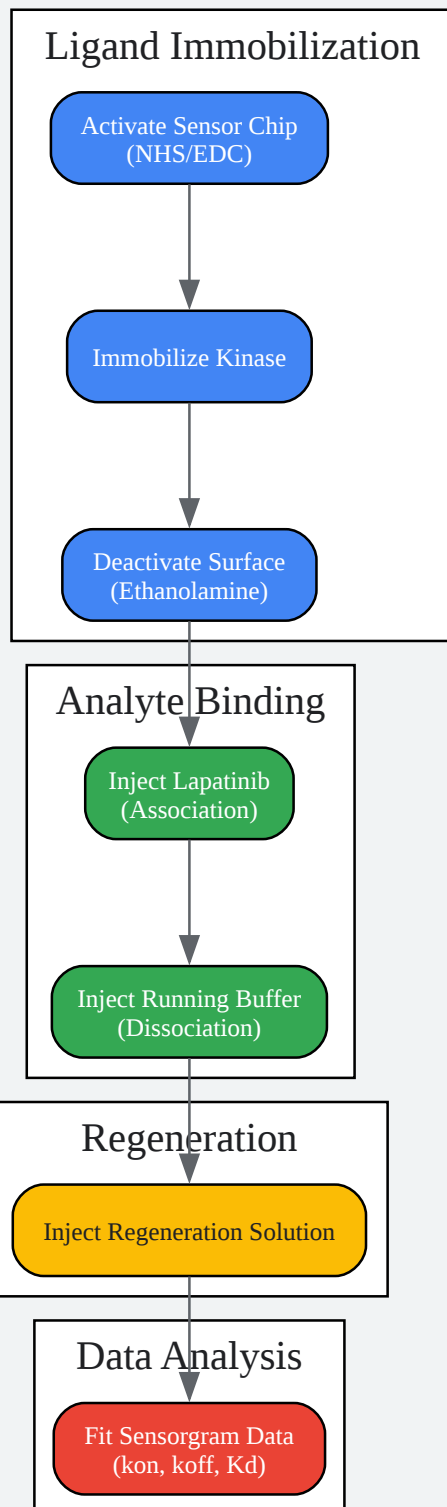 Ligand Immobilization
Activate Sensor Chip
(NHS/EDC)
Immobilize Kinase
Deactivate Surface
(Ethanolamine)
Analyte Binding
Inject Lapatinib
(Association)
Inject Running Buffer
(Dissociation)
Regeneration
Inject Regeneration Solution
Data Analysis
Fit Sensorgram Data
(kon, koff, Kd)